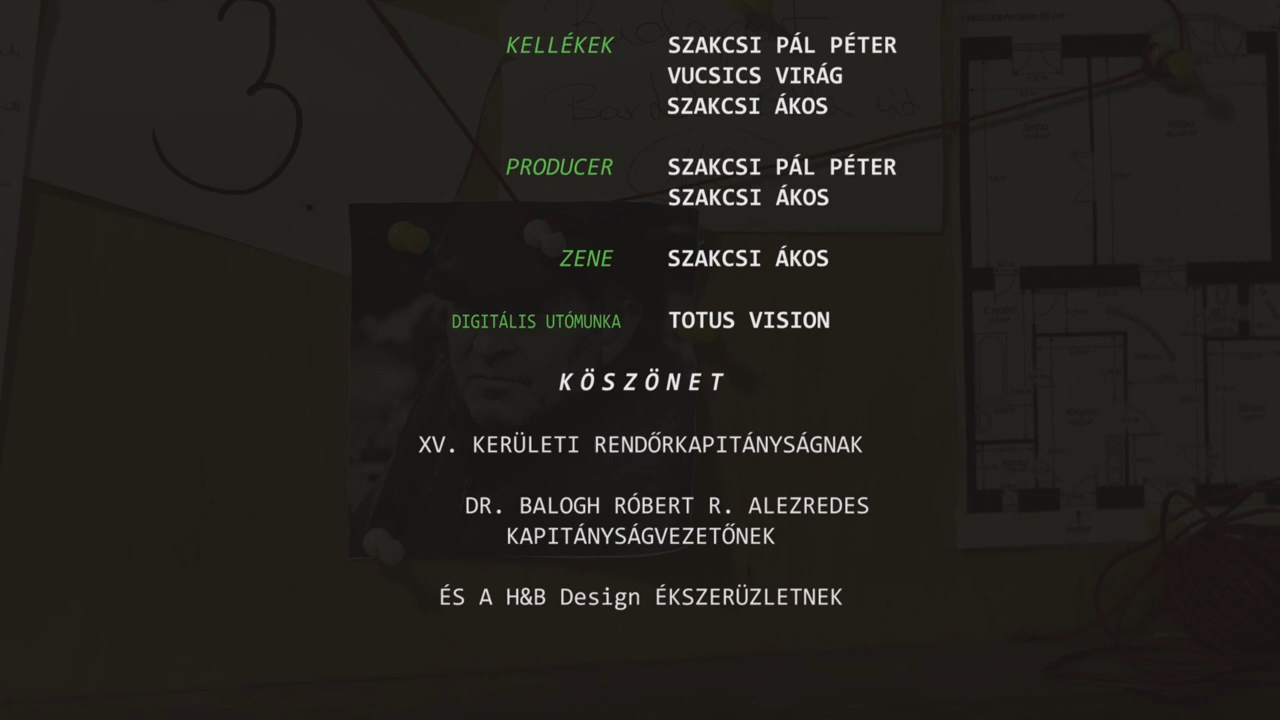 KELLÉKEK SZAKCSI PÁL PÉTER
VUCSICS VIRÁG
SZAKCSI ÁKOS
PRODUCER SZAKCSI PÁL PÉTER
SZAKCSI ÁKOS
ZENE SZAKCSI ÁKOS
DIGITÁLIS UTÓMUNKA TOTUS VISION
KÖSZÖNET
XV. KERÜLETI RENDŐRKAPITÁNYSÁGNAK
DR. BALOGH RÓBERT R. ALEZREDES
KAPITÁNYSÁGVEZETŐNEK
ÉS A H&B Design ÉKSZERÜZLETNEK
3